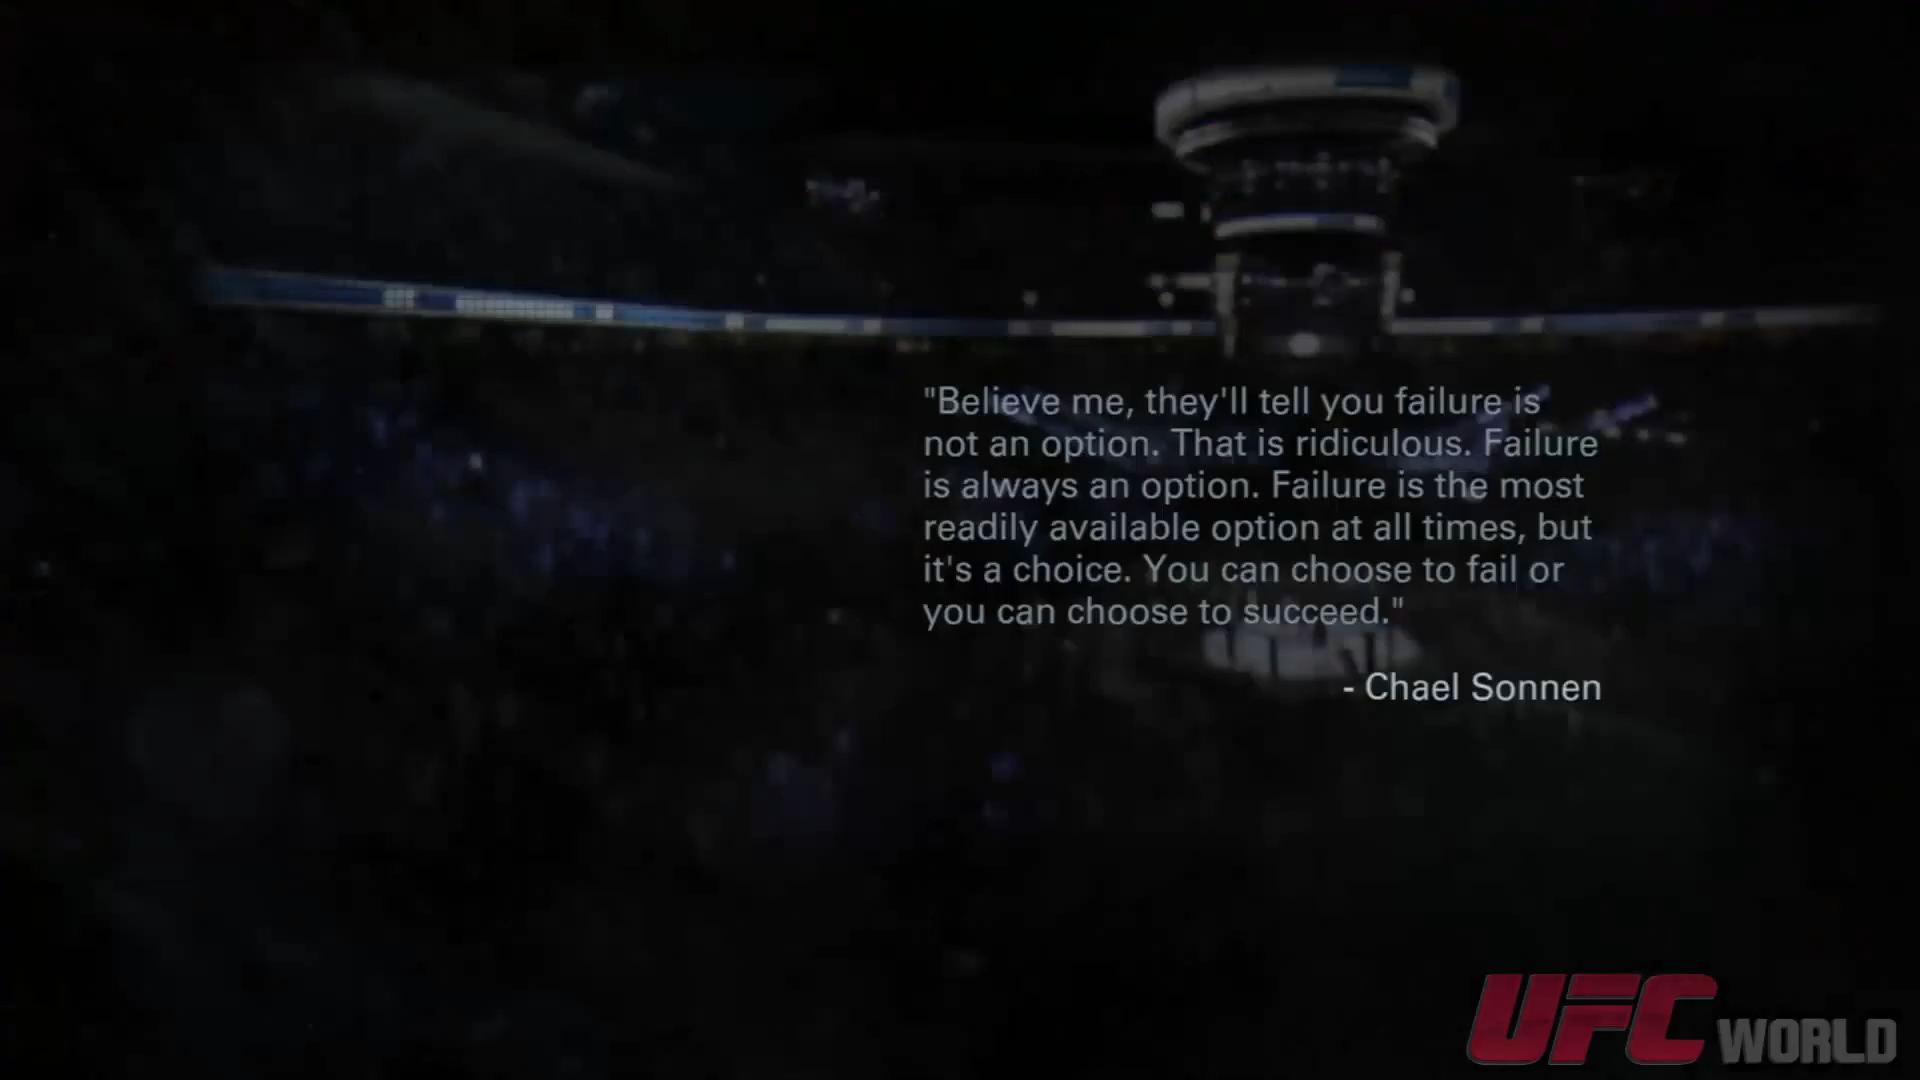 "Believe me, they'll tell you failure is
not an option. That is ridiculous. Failure
is always an option. Failure is the most
readily available option at all times, but
it's a choice. You can choose to fail or
you can choose to succeed."
- Chael Sonnen
UFC WORLD